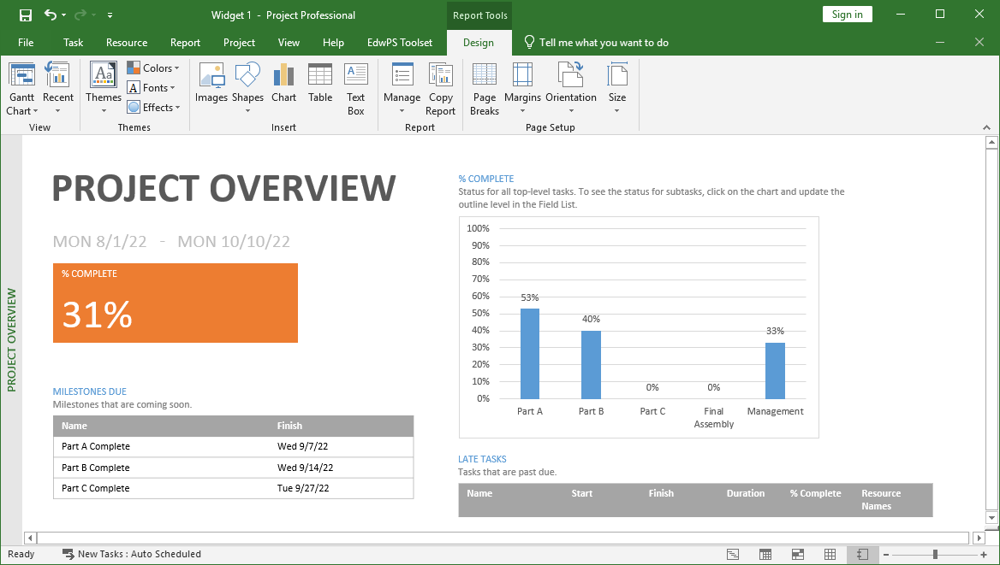 Widget 1 - Project Professional
Report Tools
Sign in
File Task Resource Report Project View Help EdwPS Toolset Design Tell me what you want to do
Gantt Chart
Recent
View
Themes
Colors
Fonts
Effects
Themes
Images
Shapes
Chart
Table
Text Box
Insert
Manage
Copy Report
Report
Page Breaks
Margins
Orientation
Size
Page Setup
PROJECT OVERVIEW
PROJECT OVERVIEW
MON 8/1/22 - MON 10/10/22
% COMPLETE
31%
MILESTONES DUE
Milestones that are coming soon.
Name Finish
Part A Complete Wed 9/7/22
Part B Complete Wed 9/14/22
Part C Complete Tue 9/27/22
% COMPLETE
Status for all top-level tasks. To see the status for subtasks, click on the chart and update the
outline level in the Field List.
100%
90%
80%
70%
60%
50%
40%
30%
20%
10%
0%
53%
40%
0%
0%
33%
Part A
Part B
Part C
Final
Assembly
Management
LATE TASKS
Tasks that are past due.
Name Start Finish Duration % Complete Resource
Names
Ready New Tasks : Auto Scheduled